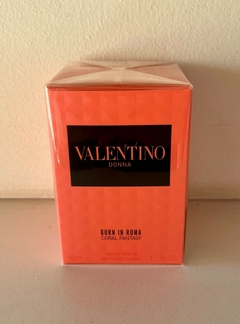 VALENTINO
DONNA
BORN IN ROMA
CORAL FANTASY